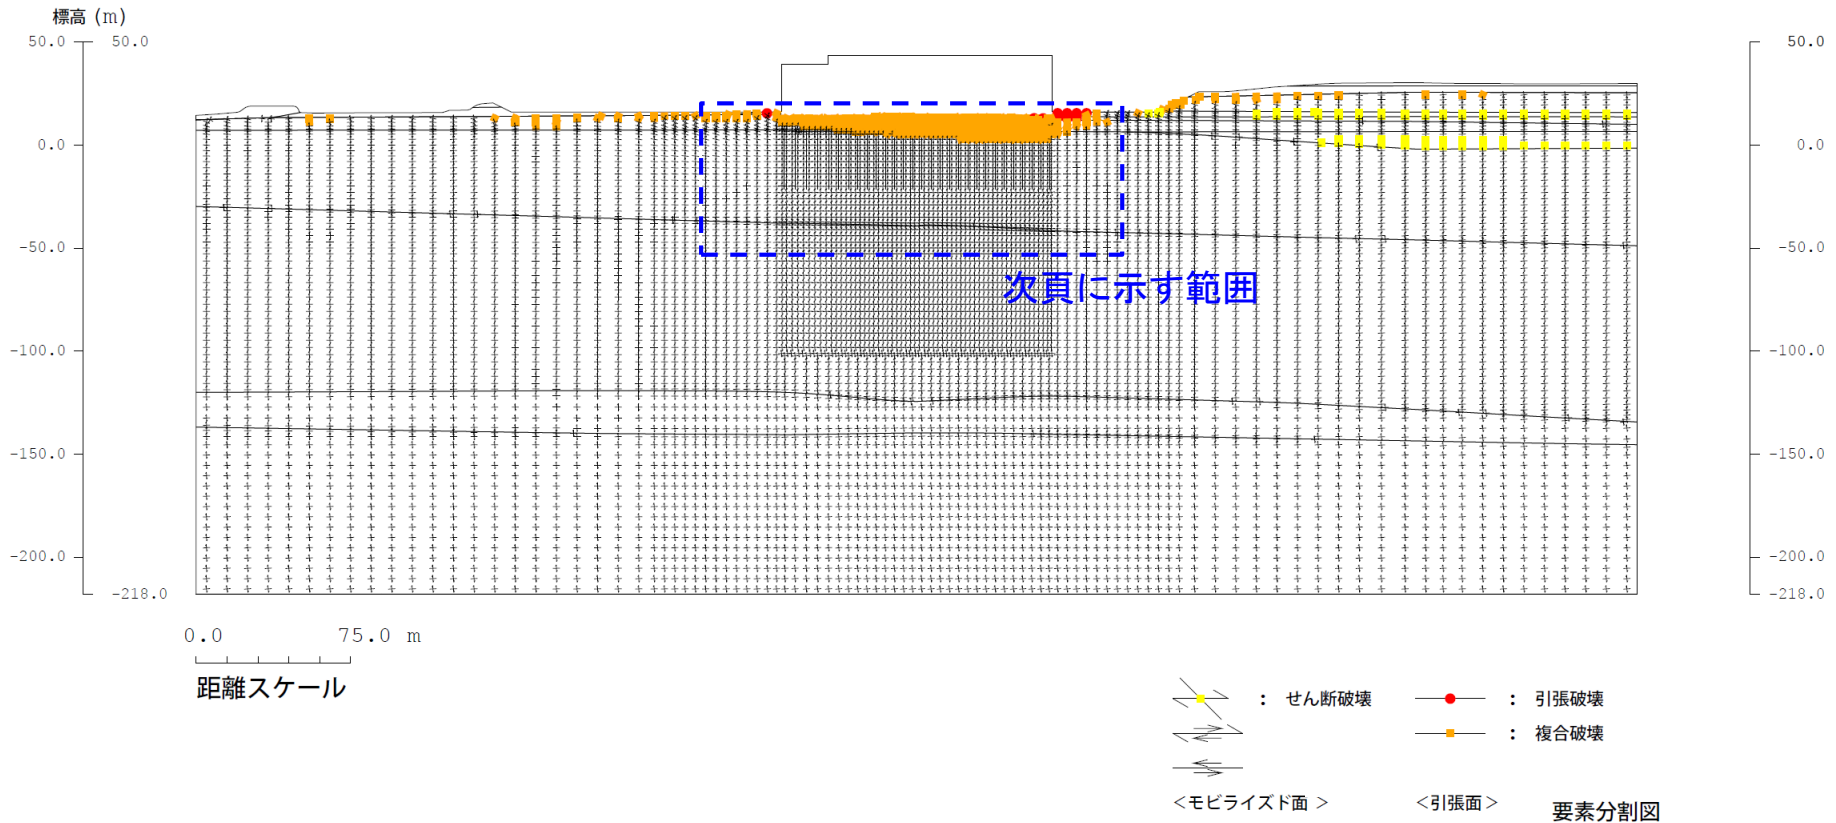 標高 (m)
50.0
50.0
50.0
0.0
0.0
-50.0
-50.0
次頁に示す範囲
-100.0
-100.0
-150.0
-150.0
-200.0
-200.0
-218.0
-218.0
0.0
75.0 m
距離スケール
: せん断破壊
: 引張破壊
: 複合破壊
<モビライズド面 >
<引張面>
要素分割図